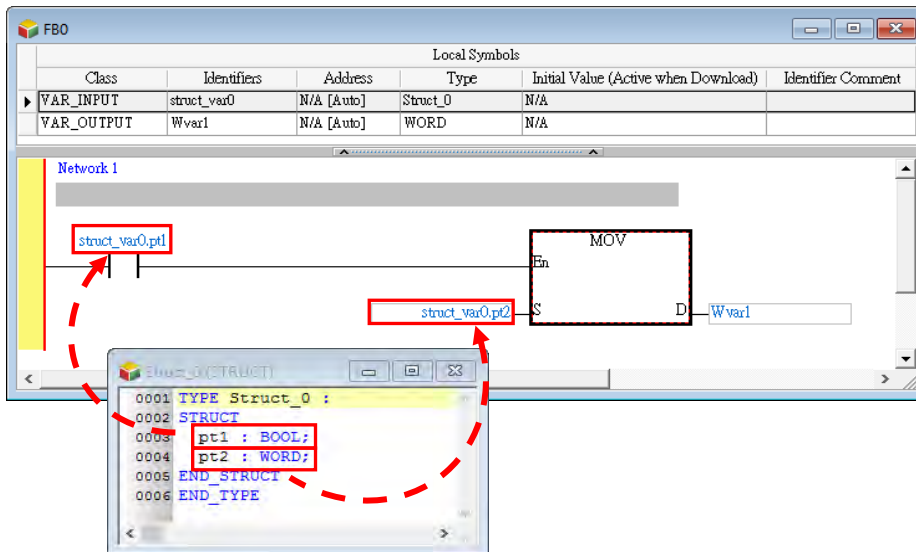 FB0
Local Symbols
Class Identifiers Address Type Initial Value (Active when Download) Identifier Comment
VAR_INPUT struct_var0 N/A [Auto] Struct_0 N/A
VAR_OUTPUT Wvar1 N/A [Auto] WORD N/A
Network 1
struct_var0.pt1
MOV
En
struct_var0.pt2 S D Wvar1
Struct_0(STRUCT)
0001 TYPE Struct_0 :
0002 STRUCT
0003 pt1 : BOOL;
0004 pt2 : WORD;
0005 END_STRUCT
0006 END_TYPE